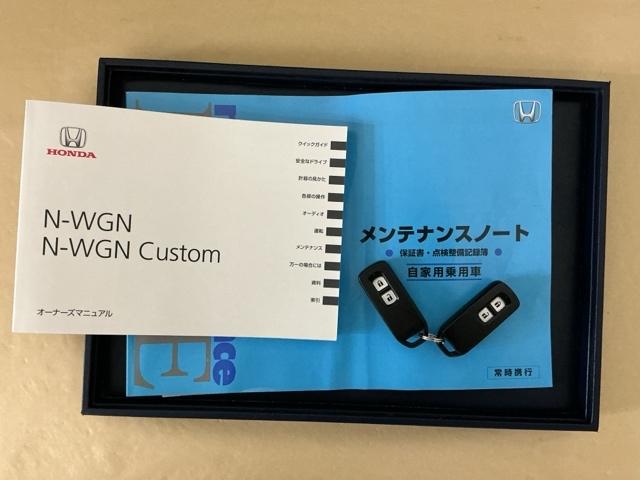 HONDA
N-WGN
N-WGN Custom
オーナーズマニュアル
クイックガイド
安全なドライブ
計器の見かた
各部の操作
オーディオ
運転
メンテナンス
万一の場合には
資料
索引
メンテナンスノート
保証書・点検整備記録簿
自家用乗用車
常時携行